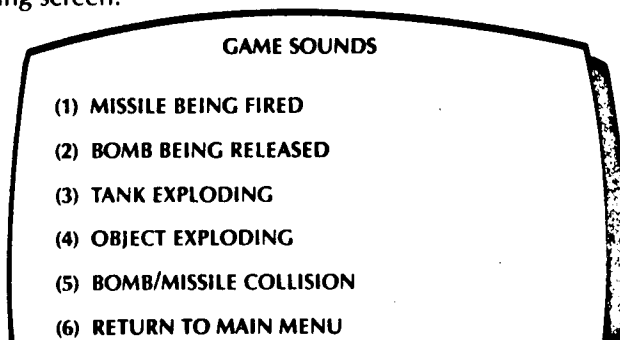 ing screen.
GAME SOUNDS
(1) MISSILE BEING FIRED
(2) BOMB BEING RELEASED
(3) TANK EXPLODING
(4) OBJECT EXPLODING
(5) BOMB/MISSILE COLLISION
(6) RETURN TO MAIN MENU